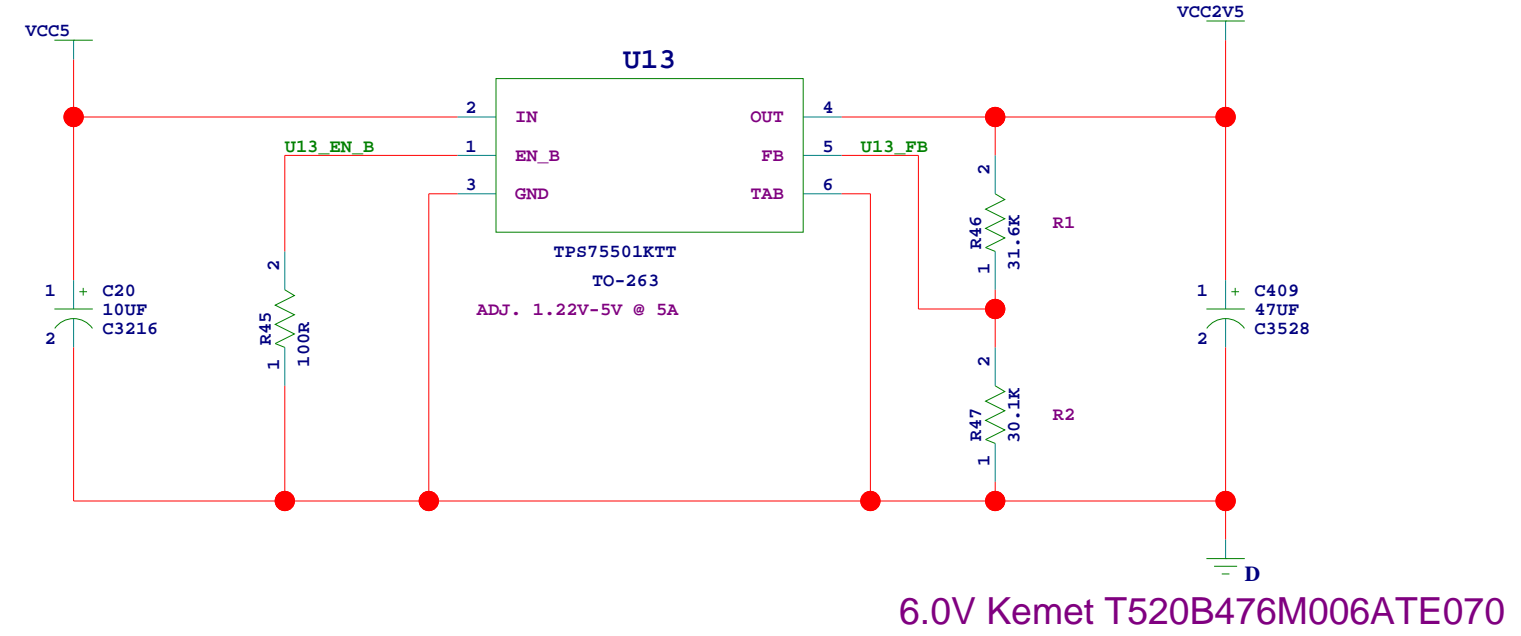 VCC5
VCC2V5
U13
2 IN OUT 4
U13_EN_B 1 EN_B FB 5 U13_FB
3 GND TAB 6
TPS75501KTT
TO-263
ADJ. 1.22V-5V @ 5A
2
R46
31.6K
1
R1
1 + C20
10UF
C3216
2
2
R45
100R
1
1 + C409
47UF
C3528
2
2
R47
30.1K
1
R2
D
6.0V Kemet T520B476M006ATE070